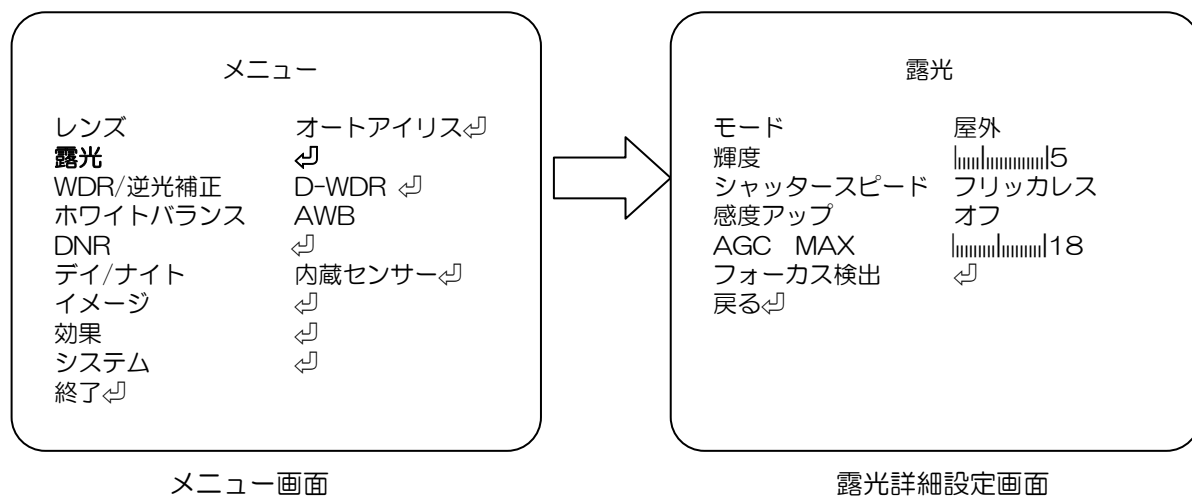 メニュー
レンズ オートアイリス⏎
露光 ⏎
WDR/逆光補正 D-WDR ⏎
ホワイトバランス AWB
DNR ⏎
デイ/ナイト 内蔵センサー⏎
イメージ ⏎
効果 ⏎
システム ⏎
終了⏎
メニュー画面
露光
モード 屋外
輝度 5
シャッタースピード フリッカレス
感度アップ オフ
AGC MAX 18
フォーカス検出 ⏎
戻る⏎
露光詳細設定画面